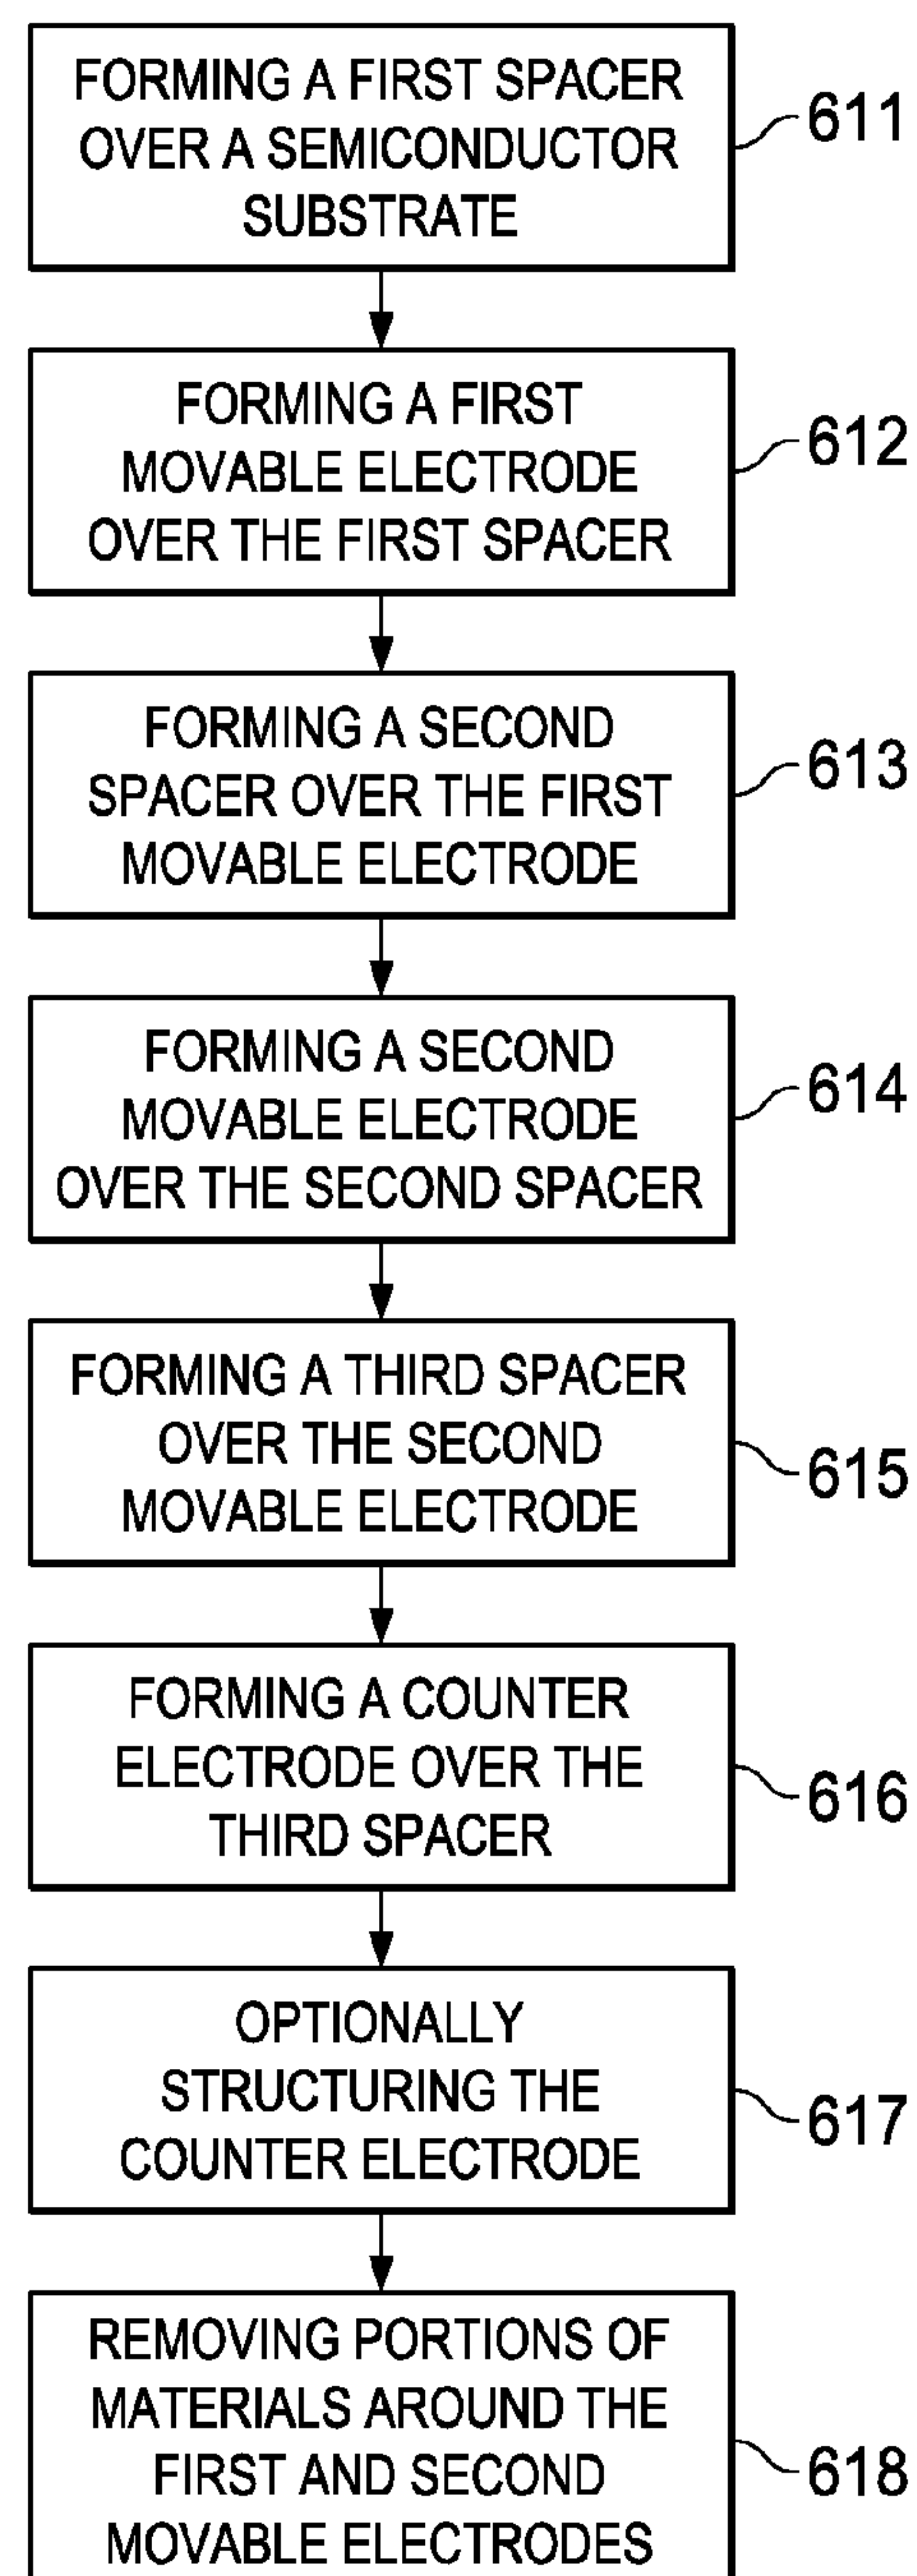 FORMING A FIRST SPACER
OVER A SEMICONDUCTOR
SUBSTRATE
611
FORMING A FIRST
MOVABLE ELECTRODE
OVER THE FIRST SPACER
612
FORMING A SECOND
SPACER OVER THE FIRST
MOVABLE ELECTRODE
613
FORMING A SECOND
MOVABLE ELECTRODE
OVER THE SECOND SPACER
614
FORMING A THIRD SPACER
OVER THE SECOND
MOVABLE ELECTRODE
615
FORMING A COUNTER
ELECTRODE OVER THE
THIRD SPACER
616
OPTIONALLY
STRUCTURING THE
COUNTER ELECTRODE
617
REMOVING PORTIONS OF
MATERIALS AROUND THE
FIRST AND SECOND
MOVABLE ELECTRODES
618